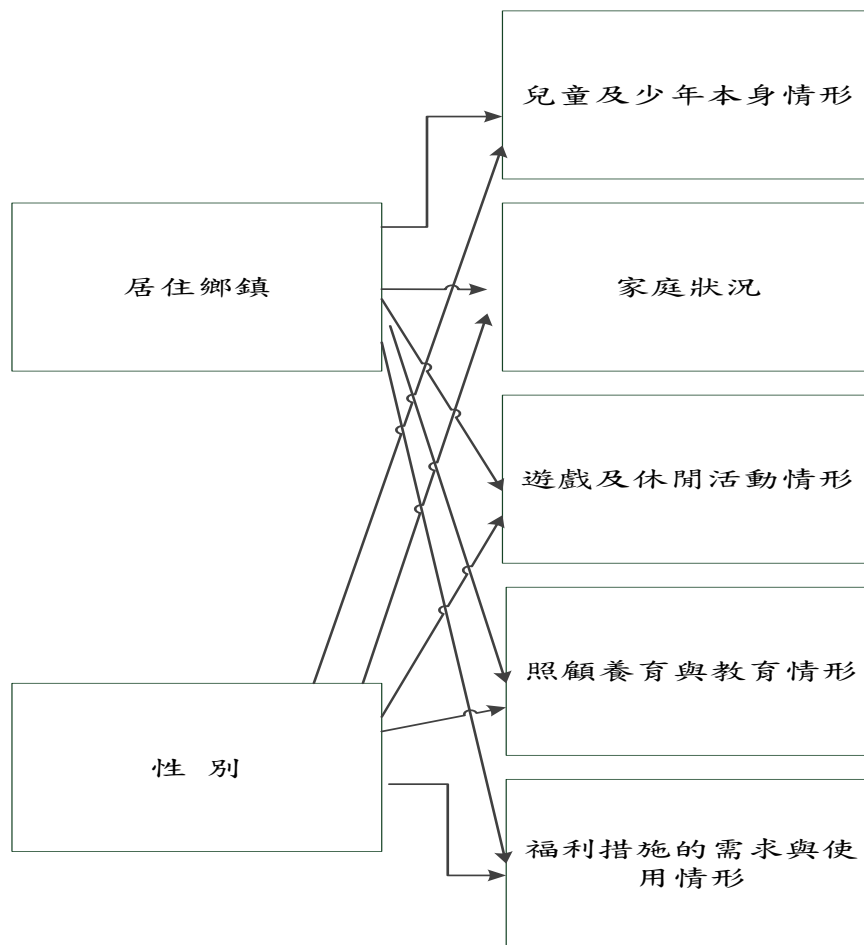 兒童及少年本身情形
居住鄉鎮
家庭狀況
遊戲及休閒活動情形
照顧養育與教育情形
性 別
福利措施的需求與使
用情形